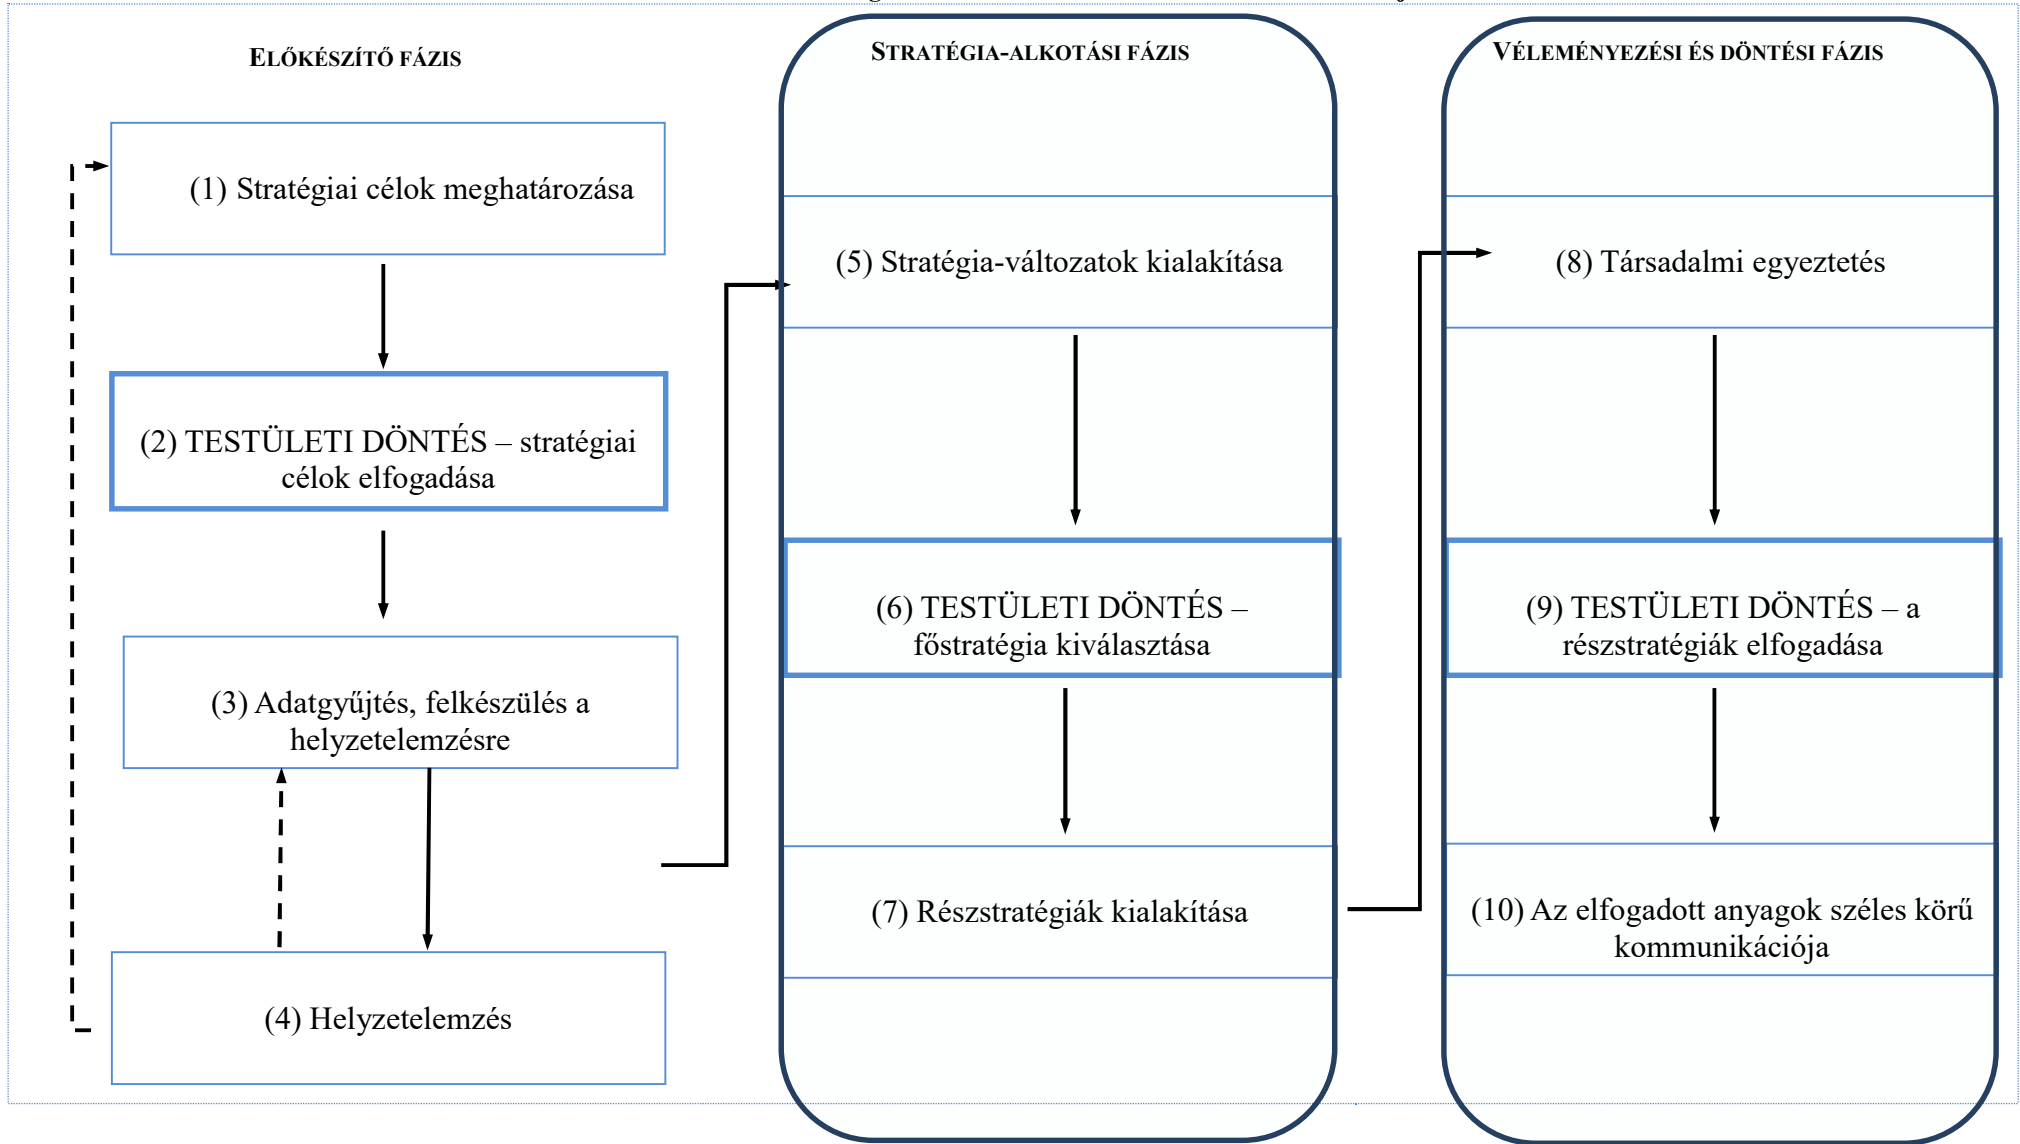 ELŐKÉSZÍTŐ FÁZIS
(1) Stratégiai célok meghatározása
(2) TESTÜLETI DÖNTÉS – stratégiai
célok elfogadása
(3) Adatgyűjtés, felkészülés a
helyzetelemzésre
(4) Helyzetelemzés
STRATÉGIA-ALKOTÁSI FÁZIS
(5) Stratégia-változatok kialakítása
(6) TESTÜLETI DÖNTÉS –
főstratégia kiválasztása
(7) Részstratégiák kialakítása
VÉLEMÉNYEZÉSI ÉS DÖNTÉSI FÁZIS
(8) Társadalmi egyeztetés
(9) TESTÜLETI DÖNTÉS – a
részstratégiák elfogadása
(10) Az elfogadott anyagok széles körű
kommunikációja